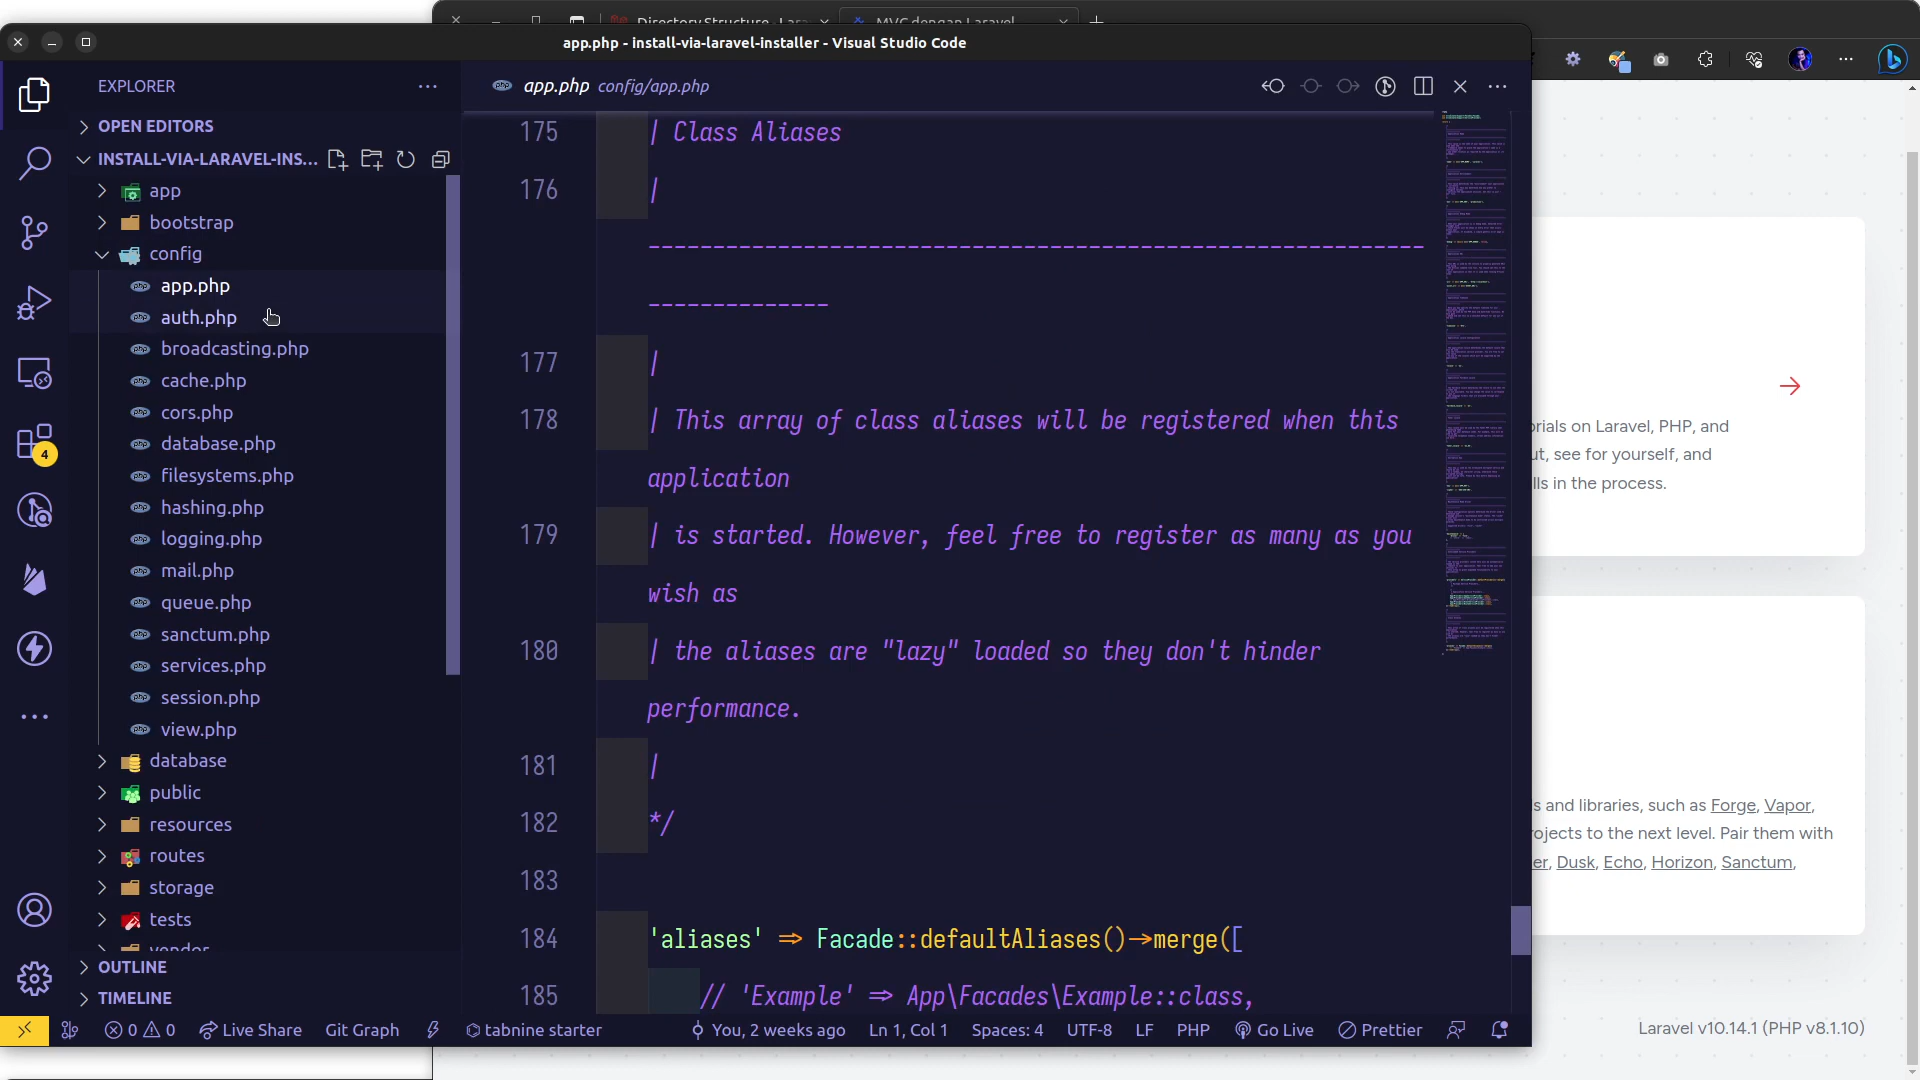 Directory Structure - Lara
MVC dengan Laravel
app.php - install-via-laravel-installer - Visual Studio Code
EXPLORER
app.php config/app.php
OPEN EDITORS
INSTALL-VIA-LARAVEL-INS...
app
bootstrap
config
app.php
auth.php
broadcasting.php
cache.php
cors.php
database.php
filesystems.php
hashing.php
logging.php
mail.php
queue.php
sanctum.php
services.php
session.php
view.php
database
public
resources
routes
storage
tests
vendor
OUTLINE
TIMELINE
4
175 | Class Aliases
176 |
------------------------------------------------------------
--------------
177 |
178 | This array of class aliases will be registered when this
application
179 | is started. However, feel free to register as many as you
wish as
180 | the aliases are "lazy" loaded so they don't hinder
performance.
181 |
182 */
183
184 'aliases' => Facade::defaultAliases()->merge([
185 // 'Example' => App\Facades\Example::class,
orials on Laravel, PHP, and
ut, see for yourself, and
lls in the process.
s and libraries, such as Forge, Vapor,
ojects to the next level. Pair them with
er, Dusk, Echo, Horizon, Sanctum,
Laravel v10.14.1 (PHP v8.1.10)
0 0 Live Share Git Graph tabnine starter You, 2 weeks ago Ln 1, Col 1 Spaces: 4 UTF-8 LF PHP Go Live Prettier